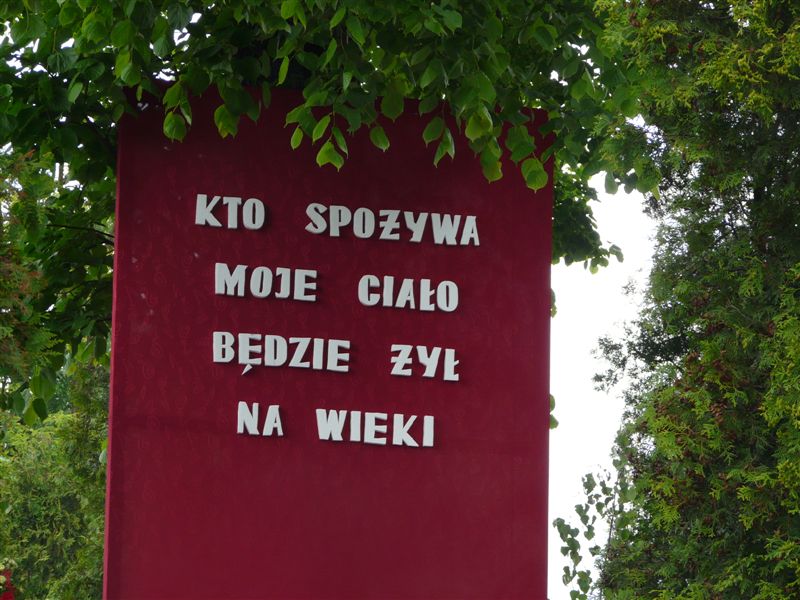 KTO SPOŻYWA
MOJE CIAŁO
BĘDZIE ŻYŁ
NA WIEKI